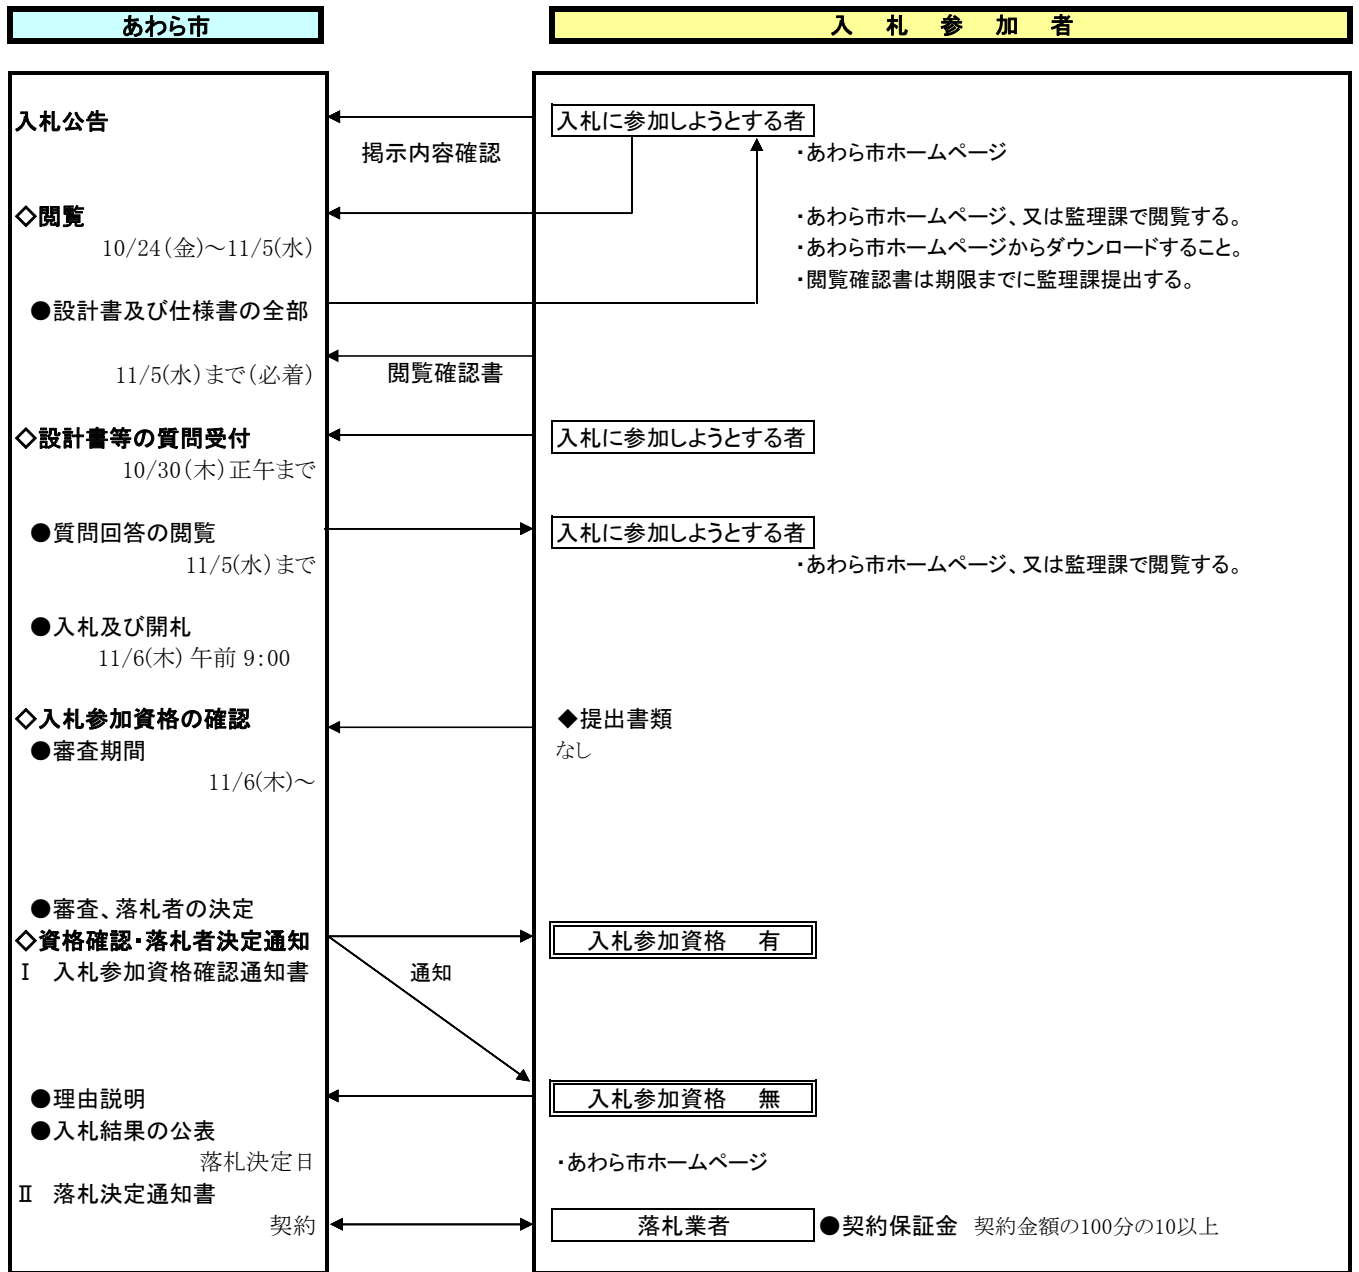 あわら市
入 札 参 加 者
入札公告
入札に参加しようとする者
掲示内容確認
・あわら市ホームページ
◇閲覧
・あわら市ホームページ、又は監理課で閲覧する。
10/24(金)～11/5(水)
・あわら市ホームページからダウンロードすること。
・閲覧確認書は期限までに監理課提出する。
●設計書及び仕様書の全部
11/5(水)まで(必着)
閲覧確認書
◇設計書等の質問受付
入札に参加しようとする者
10/30(木)正午まで
●質問回答の閲覧
入札に参加しようとする者
11/5(水)まで
・あわら市ホームページ、又は監理課で閲覧する。
●入札及び開札
11/6(木) 午前 9:00
◇入札参加資格の確認
◆提出書類
●審査期間
なし
11/6(木)～
●審査、落札者の決定
◇資格確認・落札者決定通知
入札参加資格 有
Ⅰ 入札参加資格確認通知書
通知
●理由説明
入札参加資格 無
●入札結果の公表
落札決定日
・あわら市ホームページ
Ⅱ 落札決定通知書
契約
落札業者
●契約保証金 契約金額の100分の10以上